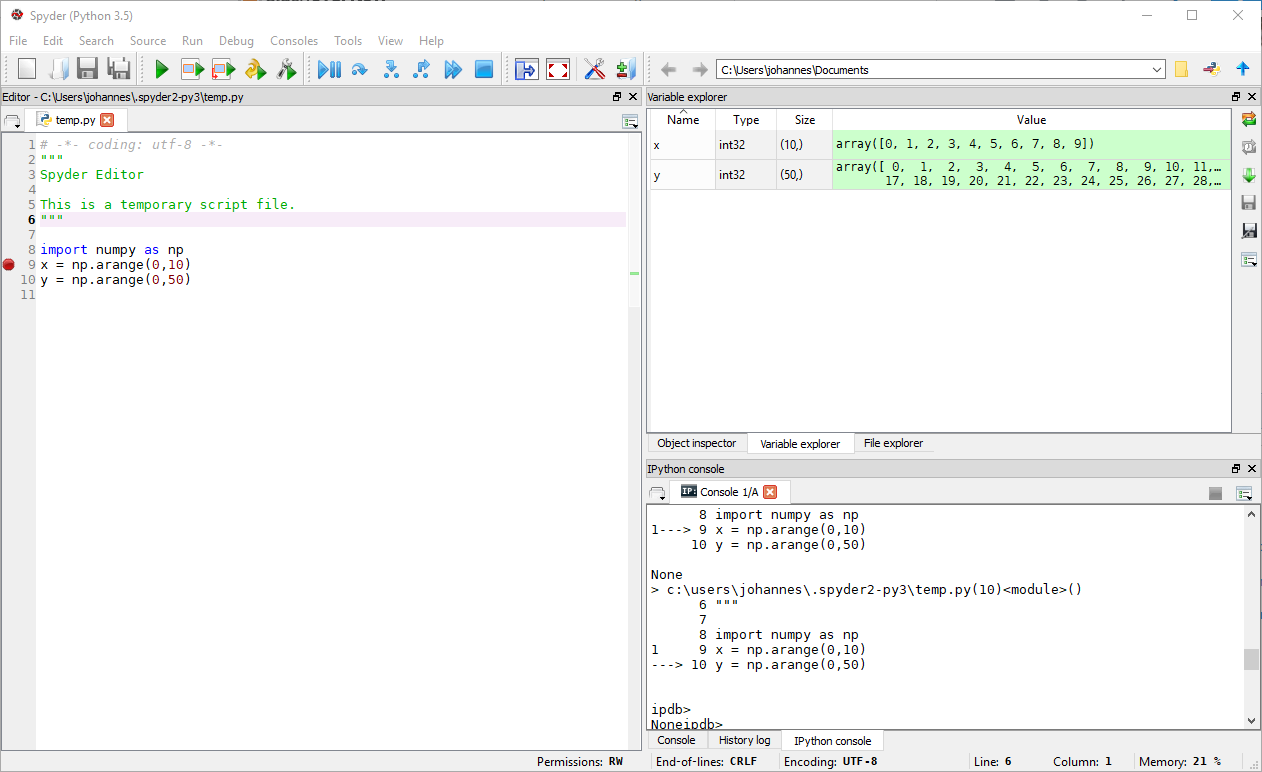 Spyder (Python 3.5)
File Edit Search Source Run Debug Consoles Tools View Help
C:\Users\johannes\Documents
Editor - C:\Users\johannes\.spyder2-py3\temp.py
temp.py
1 # -*- coding: utf-8 -*-
2 """
3 Spyder Editor
4
5 This is a temporary script file.
6 """
7
8 import numpy as np
9 x = np.arange(0,10)
10 y = np.arange(0,50)
11
Variable explorer
Name Type Size Value
x int32 (10,) array([0, 1, 2, 3, 4, 5, 6, 7, 8, 9])
y int32 (50,) array([ 0, 1, 2, 3, 4, 5, 6, 7, 8, 9, 10, 11,…
17, 18, 19, 20, 21, 22, 23, 24, 25, 26, 27, 28,…
Object inspector Variable explorer File explorer
IPython console
IP: Console 1/A
8 import numpy as np
1---> 9 x = np.arange(0,10)
10 y = np.arange(0,50)
None
> c:\users\johannes\.spyder2-py3\temp.py(10)<module>()
6 """
7
8 import numpy as np
1 9 x = np.arange(0,10)
---> 10 y = np.arange(0,50)
ipdb>
Noneipdb>
Console History log IPython console
Permissions: RW End-of-lines: CRLF Encoding: UTF-8 Line: 6 Column: 1 Memory: 21 %